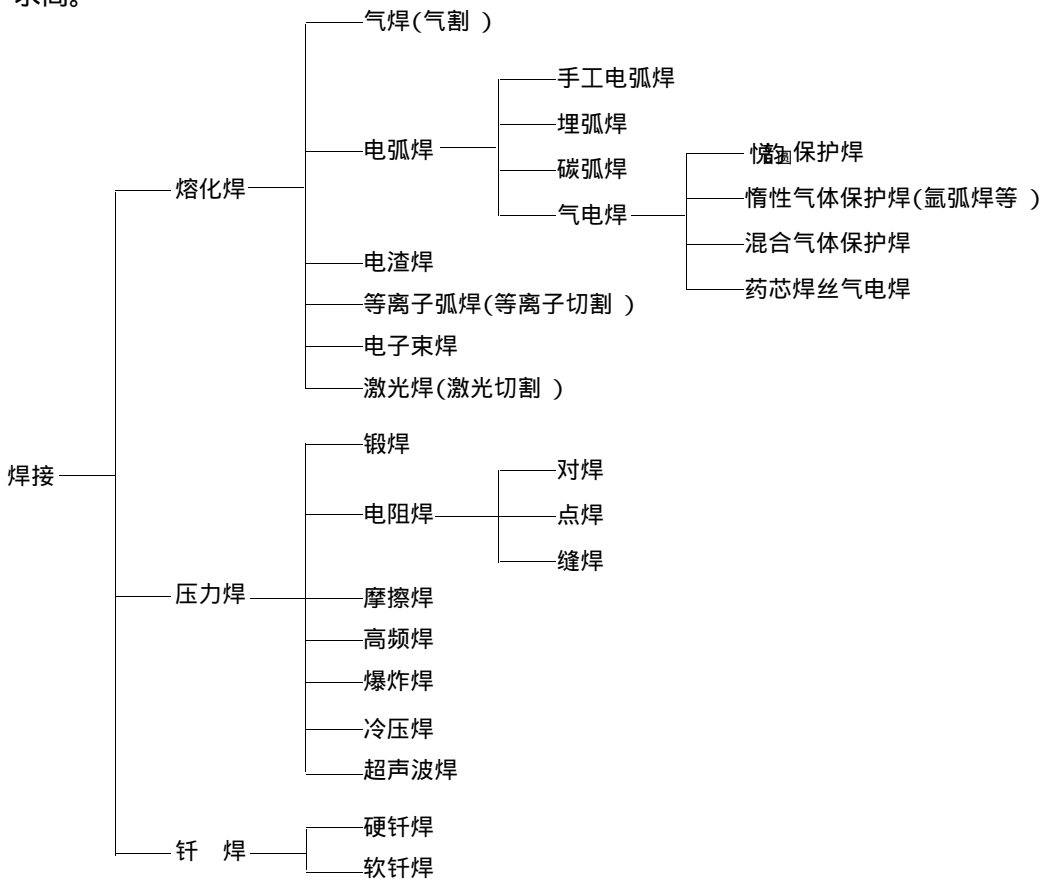 气焊(气割 )
手工电弧焊
埋弧焊
电弧焊
碳弧焊
保护焊
熔化焊
惰性气体保护焊(氩弧焊等 )
气电焊
混合气体保护焊
电渣焊
药芯焊丝气电焊
等离子弧焊(等离子切割 )
电子束焊
激光焊(激光切割 )
锻焊
焊接
对焊
电阻焊
点焊
缝焊
压力焊
摩擦焊
高频焊
爆炸焊
冷压焊
超声波焊
硬钎焊
钎 焊
软钎焊